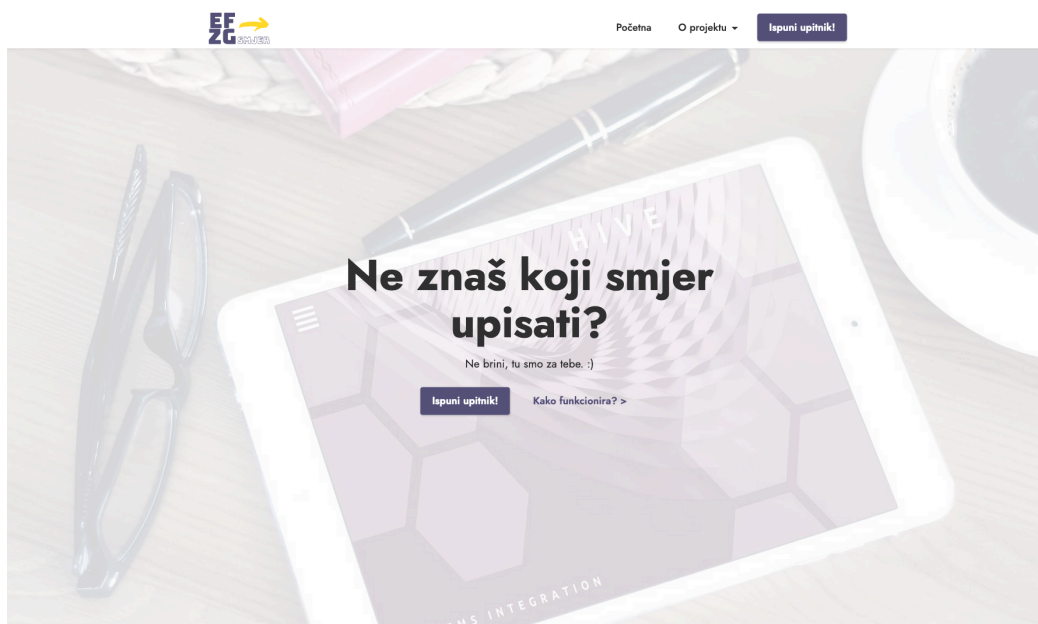 EF
ZG SMJER
Početna
O projektu
Ispuni upitnik!
HIVE
Ne znaš koji smjer
upisati?
Ne brini, tu smo za tebe. :)
Ispuni upitnik!
Kako funkcionira? >
INTEGRATION